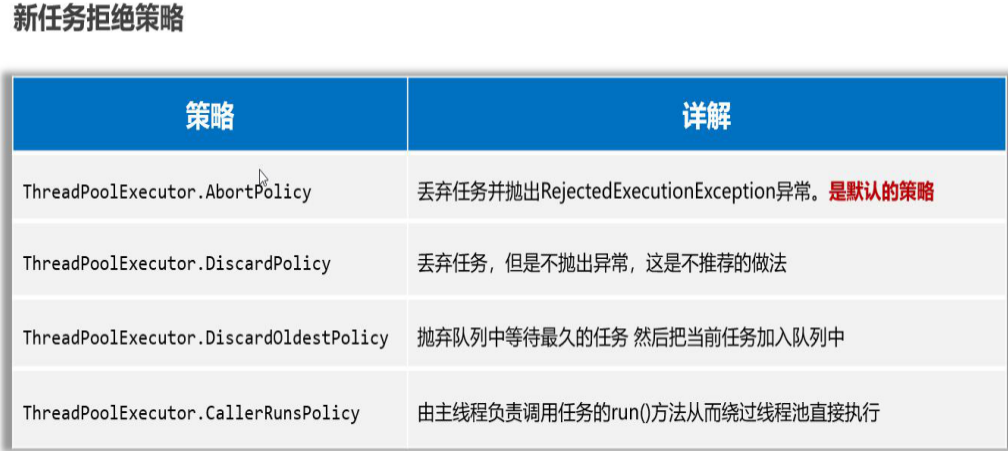 新任务拒绝策略
策略 详解
ThreadPoolExecutor.AbortPolicy 丢弃任务并抛出RejectedExecutionException异常。是默认的策略
ThreadPoolExecutor.DiscardPolicy 丢弃任务，但是不抛出异常，这是不推荐的做法
ThreadPoolExecutor.DiscardOldestPolicy 抛弃队列中等待最久的任务 然后把当前任务加入队列中
ThreadPoolExecutor.CallerRunsPolicy 由主线程负责调用任务的run()方法从而绕过线程池直接执行